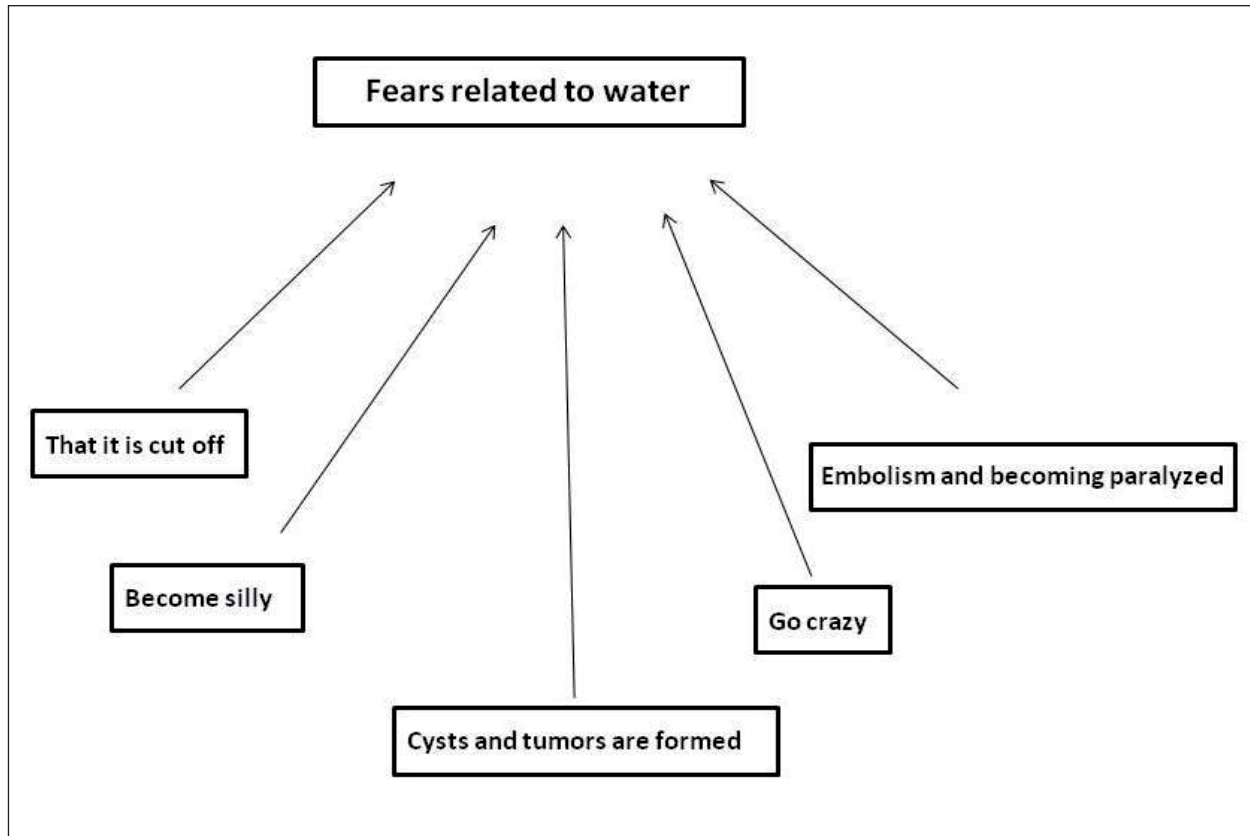 Fears related to water
That it is cut off
Embolism and becoming paralyzed
Become silly
Go crazy
Cysts and tumors are formed